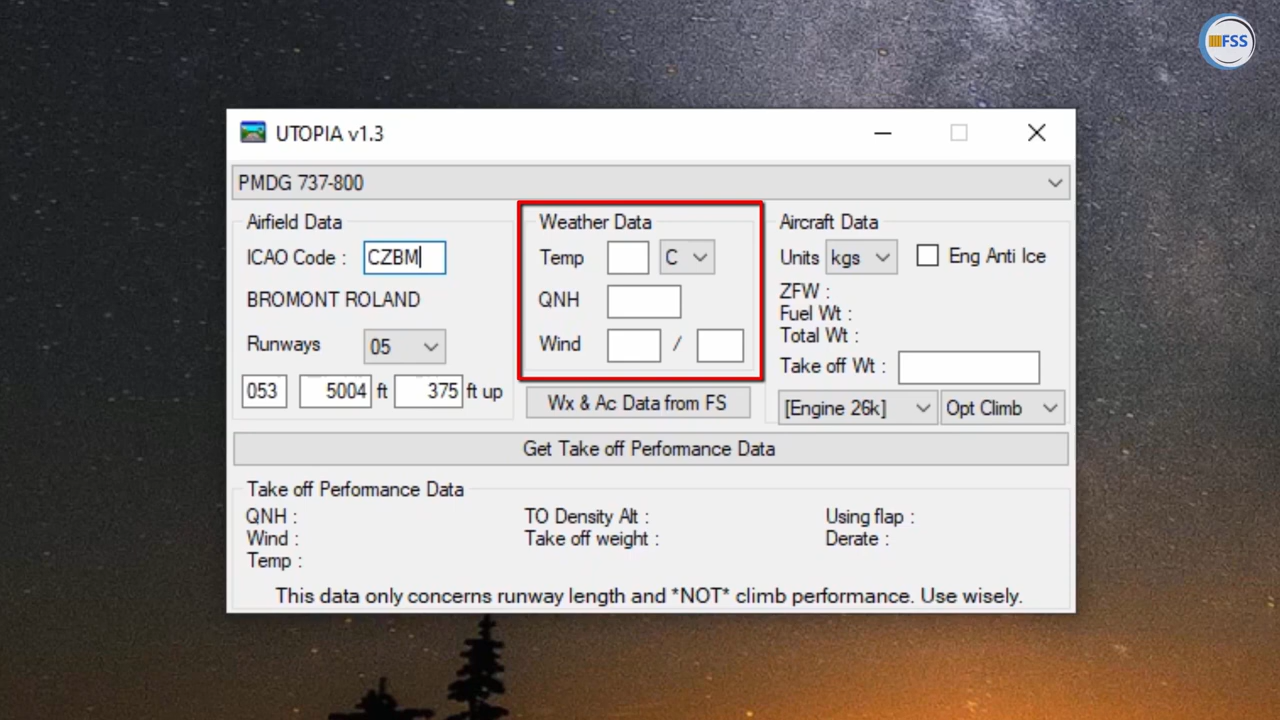 FSS
UTOPIA v1.3
PMDG 737-800
Airfield Data
ICAO Code : CZBM
BROMONT ROLAND
Runways 05
053 5004 ft 375 ft up
Weather Data
Temp C
QNH
Wind /
Wx & Ac Data from FS
Aircraft Data
Units kgs Eng Anti Ice
ZFW :
Fuel Wt :
Total Wt :
Take off Wt :
[Engine 26k] Opt Climb
Get Take off Performance Data
Take off Performance Data
QNH : TO Density Alt : Using flap :
Wind : Take off weight : Derate :
Temp :
This data only concerns runway length and *NOT* climb performance. Use wisely.